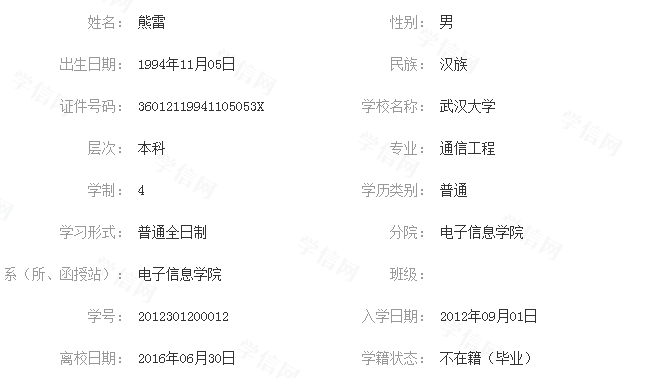 姓名： 熊雷 性别： 男
出生日期： 1994年11月05日 民族： 汉族
证件号码： 36012119941105053X 学校名称： 武汉大学
层次： 本科 专业： 通信工程
学制： 4 学历类别： 普通
学习形式： 普通全日制 分院： 电子信息学院
系（所、函授站）： 电子信息学院 班级：
学号： 2012301200012 入学日期： 2012年09月01日
离校日期： 2016年06月30日 学籍状态： 不在籍（毕业）
学信网